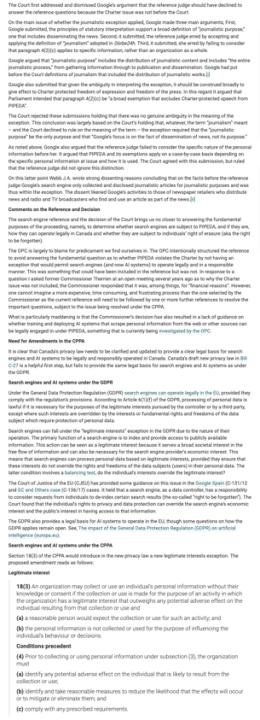 The Court first addressed and dismissed Google's argument that the reference judge should have declined to
answer the reference questions because the Charter issue was not before the Court.
On the main issue of whether the journalistic exception applied, Google made three main arguments, First,
Google submitted, the principles of statutory interpretation support a broad definition of "journalistic purpose,"
one that includes disseminating news. Second, it submitted, the reference judge erred by accepting and
applying the definition of "journalism" adopted in
that paragraph 4(2)(c) applies to specific information, rather than an organization as a whole.
Google argued that "journalistic purpose" includes the distribution of journalistic content and includes "the entire
journalistic process," from gathering information through to publication and dissemination. Google had put
before the Court definitions of journalism that included the distribution of journalistic works.
Google also submitted that given the ambiguity in interpreting the exception, it should be construed broadly to
give effect to Charter protected freedom of expression and freedom of the press. In this regard it argued that
Parliament intended that paragraph 4(2)(c) be "a broad exemption that excludes Charter-protected speech from
PIPEDA".
The Court rejected these submissions holding that there was no genuine ambiguity in the meaning of the
exception. This conclusion was largely based on the Court's holding that, whatever, the term "journalism" meant
– and the Court declined to rule on the meaning of the term – the exception required that the "journalistic
purpose" be the only purpose and that "Google's focus is on the fact of dissemination of news, not its purpose."
As noted above, Google also argued that the reference judge failed to consider the specific nature of the personal
information before her. It argued that PIPEDA and its exemptions apply on a case-by-case basis depending on
the specific personal information at issue and how it is used. The Court agreed with this submission, but ruled
that the reference judge did not ignore this distinction.
On this latter point Webb J.A. wrote strong dissenting reasons concluding that on the facts before the reference
judge Google's search engine only collected and disclosed journalistic articles for journalistic purposes and was
thus within the exception. The dissent likened Google's activities to those of newspaper retailers who distribute
news and radio and TV broadcasters who find and use an article as part of the news.
Comments on the Reference and Decision
The search engine reference and the decision of the Court brings us no closer to answering the fundamental
purposes of the proceeding, namely, to determine whether search engines are subject to PIPEDA, and if they are,
how they can operate legally in Canada and whether they are subject to individuals' right of erasure (aka the right
to be forgotten).
The OPC is largely to blame for predicament we find ourselves in. The OPC intentionally structured the reference
to avoid answering the fundamental question as to whether PIPEDA violates the Charter by not having an
exception that would permit search engines (and now AI systems) to operate legally and in a responsible
manner. This was something that could have been included in the reference but was not. In response to a
question I asked former Commissioner Therrien at an open meeting several years ago as to why the Charter
issue was not included, the Commissioner responded that it was, among things, for "financial reasons". However,
one cannot imagine a more expensive, time consuming, and frustrating process than the one selected by the
Commissioner as the current reference will need to be followed by one or more further references to resolve the
important questions, subject to the issue being resolved under the CPPA.
What is particularly maddening is that the Commissioner's decision has also resulted in a lack of guidance on
whether training and deploying AI systems that scrape personal information from the web or other sources can
be legally engaged in under PIPEDA, something that is currently being investigated by the OPC.
Need for Amendments in the CPPA
It is clear that Canada's privacy law needs to be clarified and updated to provide a clear legal basis for search
engines and AI systems to be legally and responsibly operated in Canada. Canada's draft new privacy law in Bill
C-27 is a helpful first step, but fails to provide the same legal basis for search engines and AI systems as under
the GDPR.
Search engines and AI systems under the GDPR
Under the General Data Protection Regulation (GDPR) search engines can operate legally in the EU, provided they
comply with the regulation's provisions. According to Article 6(1)(f) of the GDPR, processing of personal data is
lawful if it is necessary for the purposes of the legitimate interests pursued by the controller or by a third party,
except where such interests are overridden by the interests or fundamental rights and freedoms of the data
subject which require protection of personal data.
Search engines can fall under the "legitimate interests" exception in the GDPR due to the nature of their
operation. The primary function of a search engine is to index and provide access to publicly available
information. This action can be seen as a legitimate interest because it serves a broad societal interest in the
free flow of information and can also be necessary for the search engine provider's economic interest. This
means that search engines can process personal data based on legitimate interests, provided they ensure that
these interests do not override the rights and freedoms of the data subjects (users) in their personal data. The
latter condition involves a balancing test, do the individual's interests override the legitimate interest?
The Court of Justice of the EU (CJEU) has provided some guidance on this issue in the Google Spain (C-131/12
and GC and Others case (C-136/17) cases. It held that a search engine, as a data controller, has a responsibility
to consider requests from individuals to de-index certain search results (the so-called "right to be forgotten"). The
Court found that the individual's rights to privacy and data protection can override the search engine's economic
interest and the public's interest in having access to that information.
The GDPR also provides a legal basis for AI systems to operate in the EU, though some questions on how the
GDPR applies remain open. See, The impact of the General Data Protection Regulation (GDPR) on artificial
intelligence (europa.eu).
Search engines and AI systems under the CPPA
Section 18(3) of the CPPA would introduce in the new privacy law a new legitimate interests exception. The
proposed amendment reads as follows:
Legitimate interest
18(3) An organization may collect or use an individual's personal information without their
knowledge or consent if the collection or use is made for the purpose of an activity in which
the organization has a legitimate interest that outweighs any potential adverse effect on the
individual resulting from that collection or use and
(a) a reasonable person would expect the collection or use for such an activity; and
(b) the personal information is not collected or used for the purpose of influencing the
individual's behaviour or decisions.
Conditions precedent
(4) Prior to collecting or using personal information under subsection (3), the organization
must
(a) identify any potential adverse effect on the individual that is likely to result from the
collection or use;
(b) identify and take reasonable measures to reduce the likelihood that the effects will occur
or to mitigate or eliminate them; and
(c) comply with any prescribed requirements.